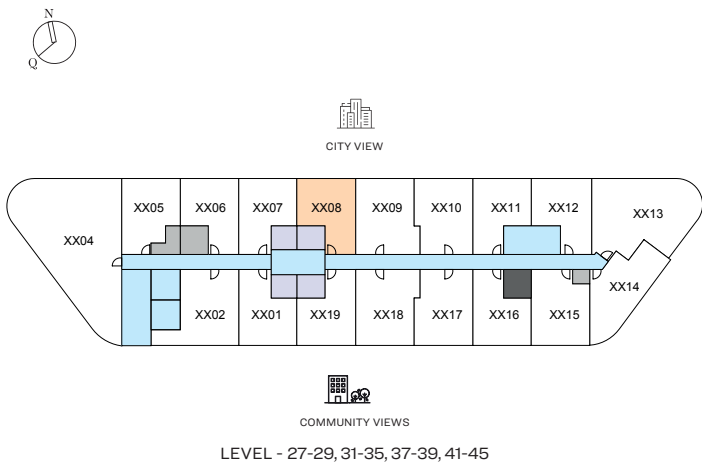 N
Q
CITY VIEW
XX05 XX06 XX07 XX08 XX09 XX10 XX11 XX12
XX13
XX04
XX14
XX02 XX01 XX19 XX18 XX17 XX16 XX15
COMMUNITY VIEWS
LEVEL - 27-29, 31-35, 37-39, 41-45